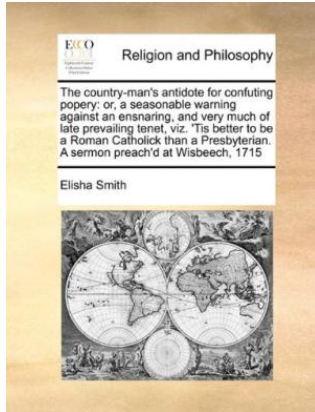 ECCO
Religion and Philosophy
The country-man's antidote for confuting
popery: or, a seasonable warning
against an ensnaring, and very much of
late prevailing tenet, viz. 'Tis better to be
a Roman Catholick than a Presbyterian.
A sermon preach'd at Wisbeech, 1715
Elisha Smith